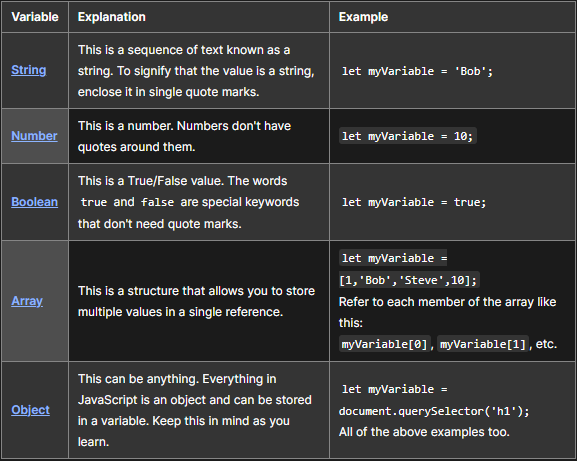 Variable Explanation Example
String
This is a sequence of text known as a
string. To signify that the value is a string,
enclose it in single quote marks.
let myVariable = 'Bob';
Number
This is a number. Numbers don't have
quotes around them.
let myVariable = 10;
Boolean
This is a True/False value. The words
true and false are special keywords
that don't need quote marks.
let myVariable = true;
Array
This is a structure that allows you to store
multiple values in a single reference.
let myVariable =
[1,'Bob','Steve',10];
Refer to each member of the array like
this:
myVariable[0], myVariable[1], etc.
Object
This can be anything. Everything in
JavaScript is an object and can be stored
in a variable. Keep this in mind as you
learn.
let myVariable =
document.querySelector('h1');
All of the above examples too.